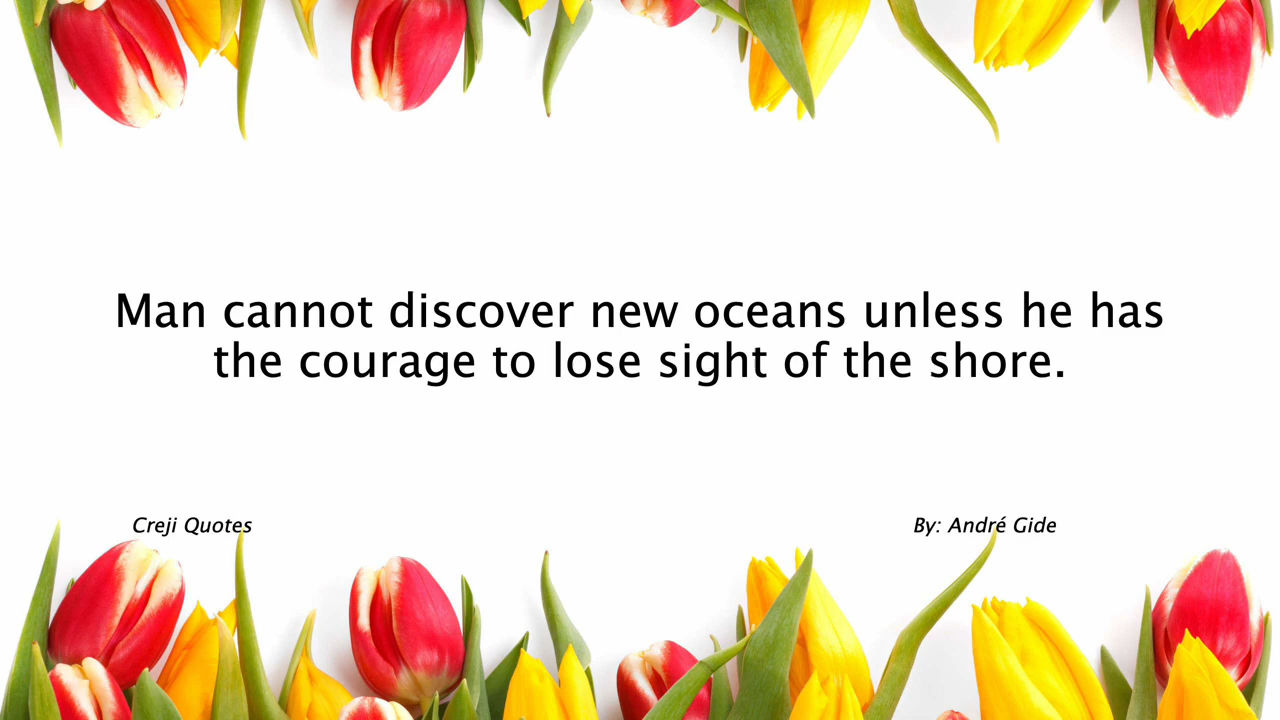 Man cannot discover new oceans unless he has
the courage to lose sight of the shore.
Creji Quotes
By: André Gide